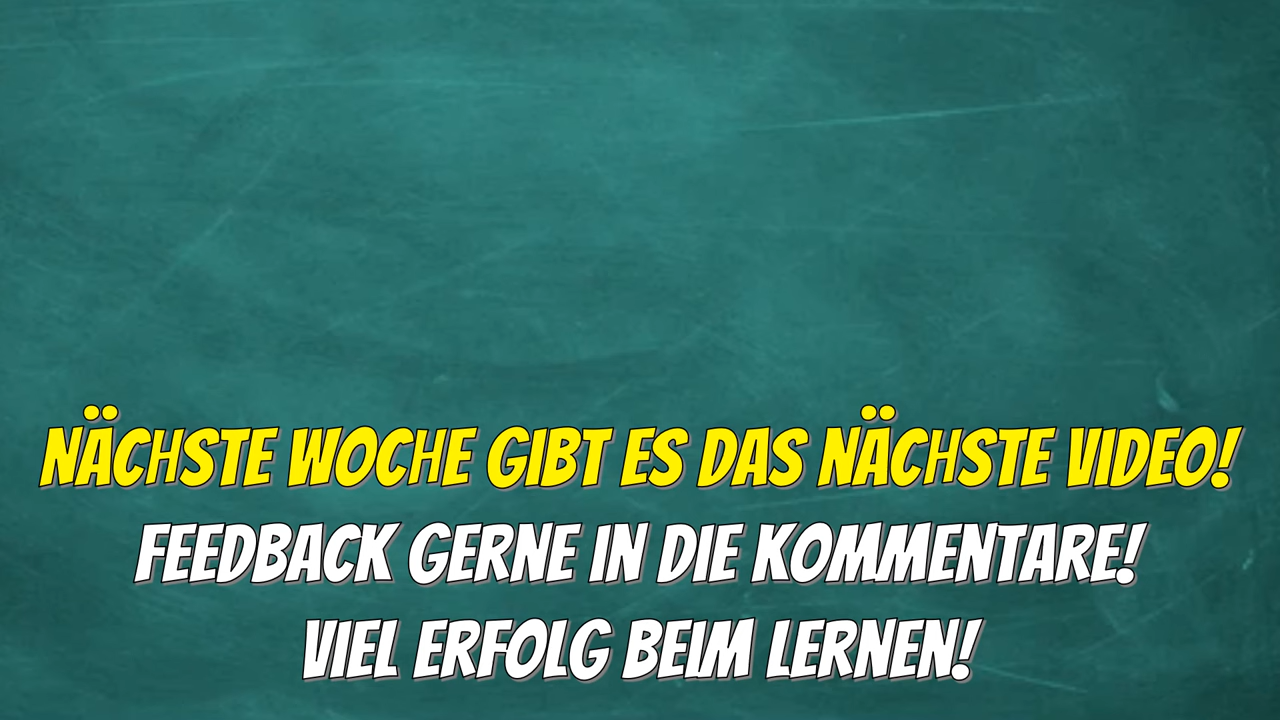 NÄCHSTE WOCHE GIBT ES DAS NÄCHSTE VIDEO!
FEEDBACK GERNE IN DIE KOMMENTARE!
VIEL ERFOLG BEIM LERNEN!